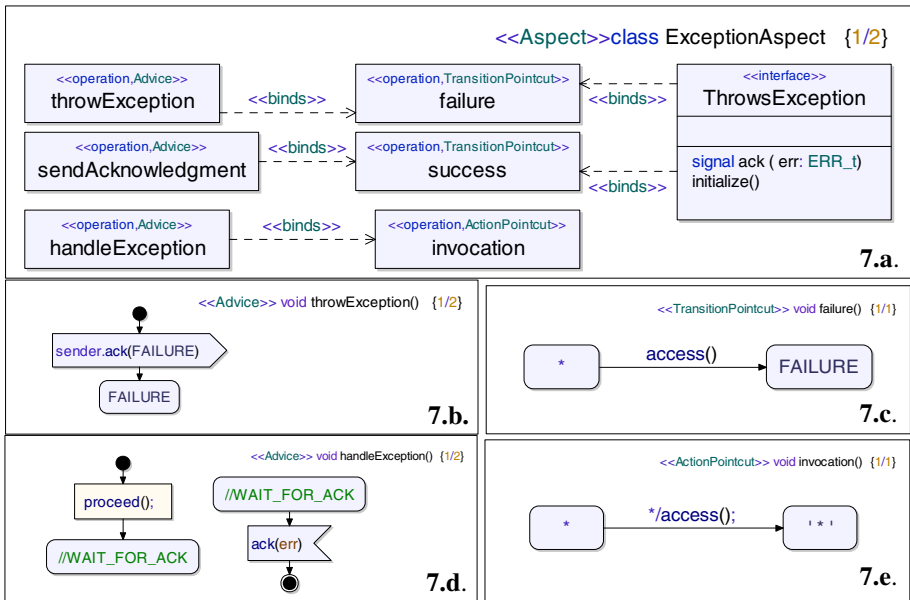 <<Aspect>>class ExceptionAspect {1/2}
<<operation,Advice>>
throwException
<<binds>>
<<operation,TransitionPointcut>>
failure
<<binds>>
<<interface>>
ThrowsException
signal ack ( err: ERR_t)
initialize()
<<operation,Advice>>
sendAcknowledgment
<<binds>>
<<operation,TransitionPointcut>>
success
<<binds>>
<<operation,Advice>>
handleException
<<binds>>
<<operation,ActionPointcut>>
invocation
7.a.
<<Advice>> void throwException() {1/2}
sender.ack(FAILURE)
FAILURE
7.b.
<<TransitionPointcut>> void failure() {1/1}
*
access()
FAILURE
7.c.
<<Advice>> void handleException() {1/2}
proceed();
//WAIT_FOR_ACK
//WAIT_FOR_ACK
ack(err)
7.d.
<<ActionPointcut>> void invocation() {1/1}
*
*/access();
'*'
7.e.